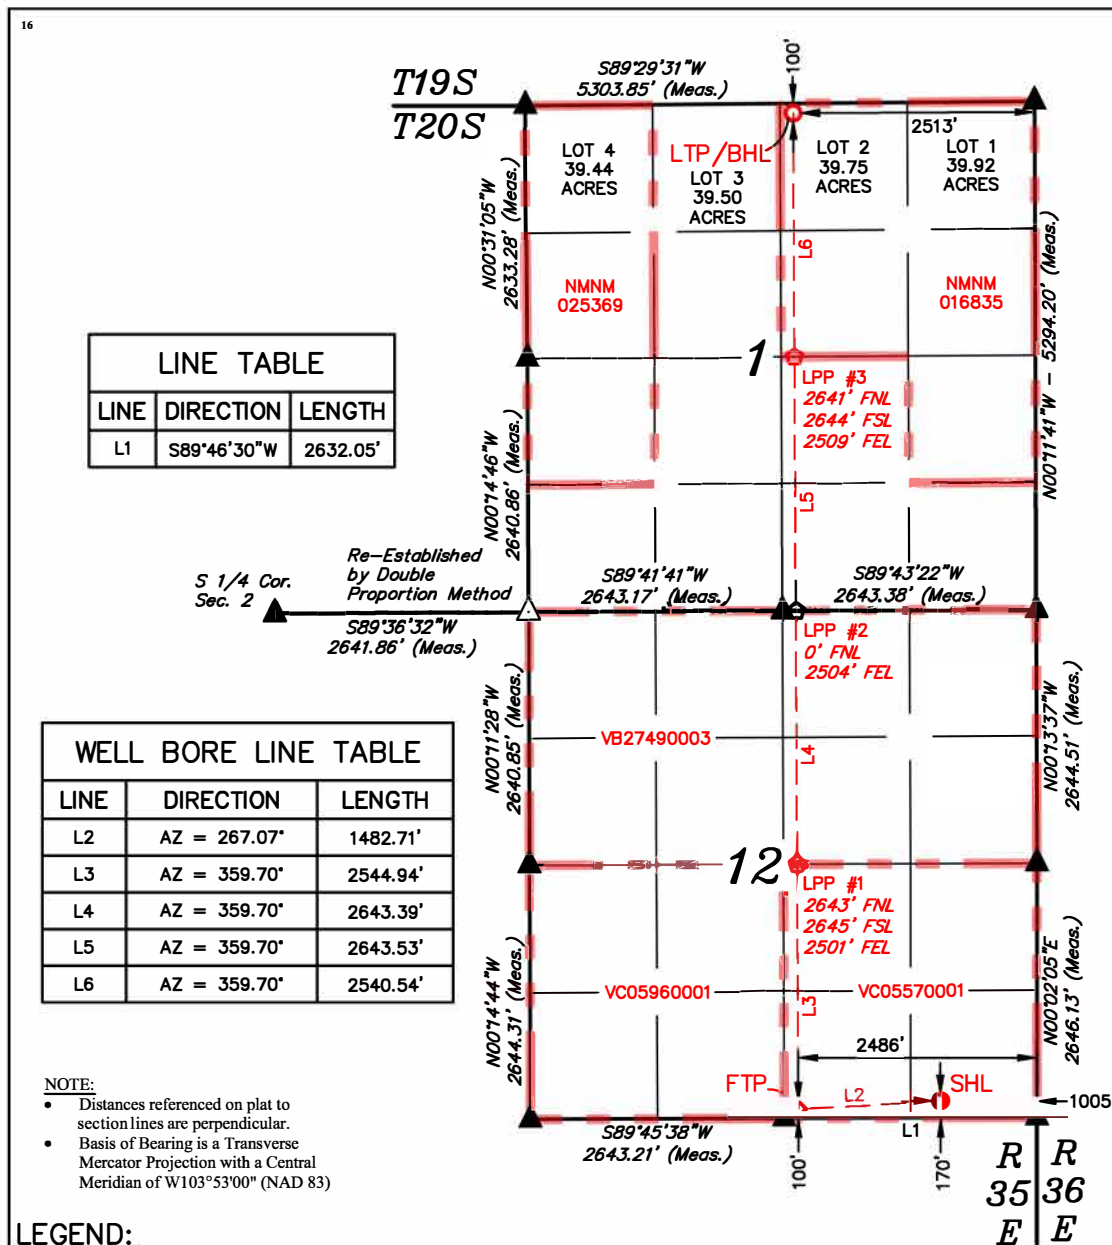 16
T19S
T20S
S89°29'31"W
5303.85' (Meas.)
100'
2513'
LTP/BHL
LOT 4
39.44
ACRES
LOT 3
39.50
ACRES
LOT 2
39.75
ACRES
LOT 1
39.92
ACRES
N00°31'05"W
2633.28' (Meas.)
N00°11'41"W - 5294.20' (Meas.)
L6
NMNM
025369
NMNM
016835
1
LPP #3
2641' FNL
2644' FSL
2509' FEL
LINE TABLE
LINE DIRECTION LENGTH
L1 S89°46'30"W 2632.05'
N00°14'46"W
2640.86' (Meas.)
L5
S 1/4 Cor.
Sec. 2
Re-Established
by Double
Proportion Method
S89°36'32"W
2641.86' (Meas.)
S89°41'41"W
2643.17' (Meas.)
S89°43'22"W
2643.38' (Meas.)
LPP #2
0' FNL
2504' FEL
N00°11'28"W
2640.85' (Meas.)
VB27490003
L4
N00°13'37"W
2644.51' (Meas.)
WELL BORE LINE TABLE
LINE DIRECTION LENGTH
L2 AZ = 267.07° 1482.71'
L3 AZ = 359.70° 2544.94'
L4 AZ = 359.70° 2643.39'
L5 AZ = 359.70° 2643.53'
L6 AZ = 359.70° 2540.54'
12
LPP #1
2643' FNL
2645' FSL
2501' FEL
N00°14'44"W
2644.31' (Meas.)
VC05960001
L3
VC05570001
N00°02'05"E
2646.13' (Meas.)
2486'
FTP
L2
SHL
1005'
L1
S89°45'38"W
2643.21' (Meas.)
100'
170'
R R
35 36
E E
NOTE:
• Distances referenced on plat to
section lines are perpendicular.
• Basis of Bearing is a Transverse
Mercator Projection with a Central
Meridian of W103°53'00" (NAD 83)
LEGEND: